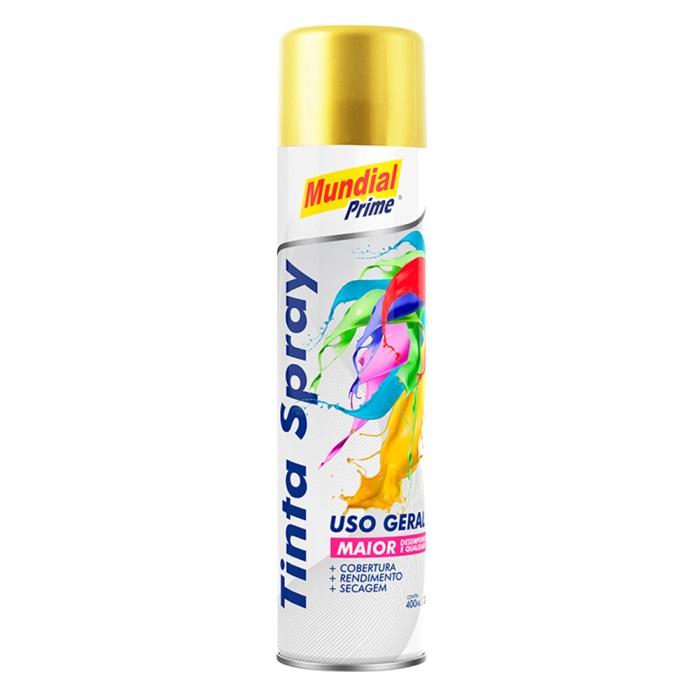 Mundial
Prime®
Tinta Spray
USO GERAL
MAIOR
+ COBERTURA
+ RENDIMENTO
+ SECAGEM
400mL